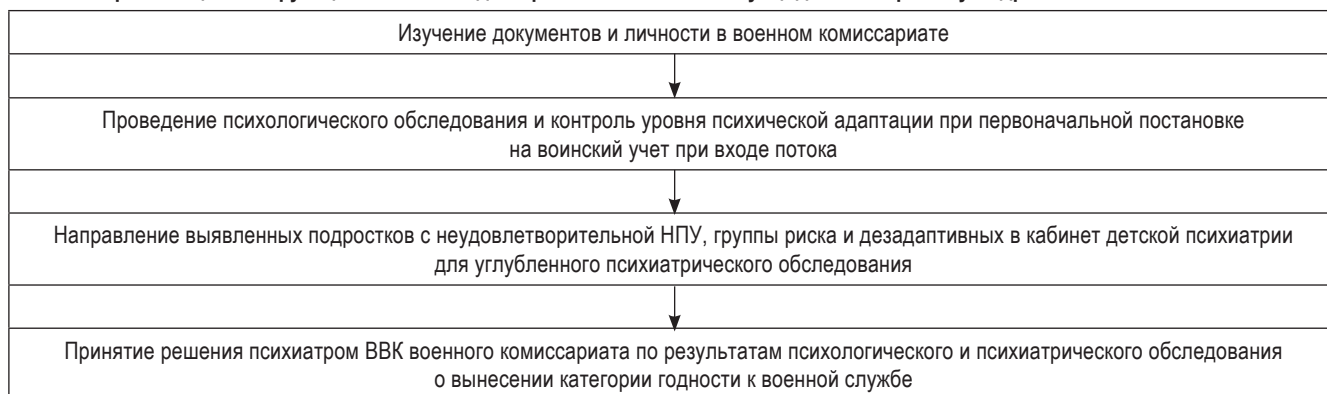 Изучение документов и личности в военном комиссариате
Проведение психологического обследования и контроль уровня психической адаптации при первоначальной постановке
на воинский учет при входе потока
Направление выявленных подростков с неудовлетворительной НПУ, группы риска и дезадаптивных в кабинет детской психиатрии
для углубленного психиатрического обследования
Принятие решения психиатром ВВК военного комиссариата по результатам психологического и психиатрического обследования
о вынесении категории годности к военной службе